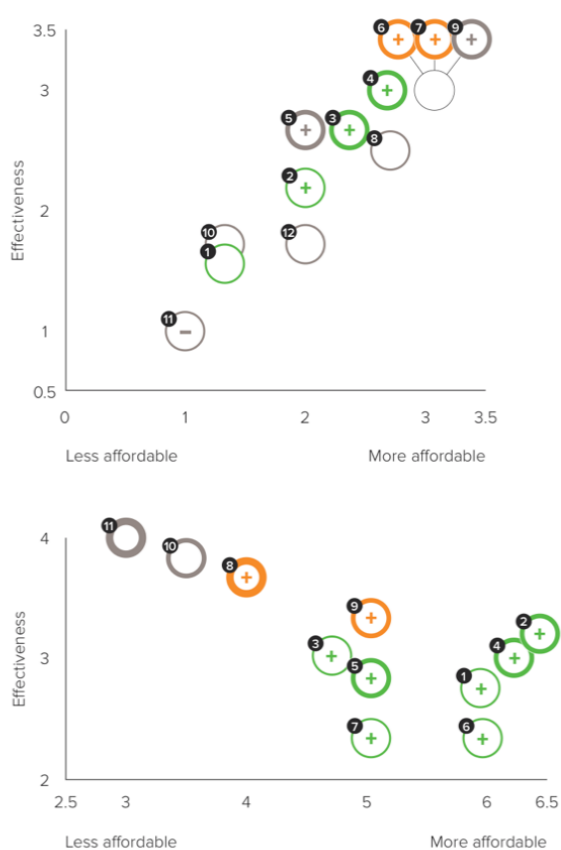 3.5
6 + 7 + 9 +
4 +
3
5 + 3 +
8
2 +
2
10 12
1
11 −
1
0.5
0 1 2 3 3.5
Less affordable More affordable
Effectiveness
4
11
10
8 +
9 +
2 +
3 + 4 +
3
5 + 1 +
7 + 6 +
2
2.5 3 4 5 6 6.5
Less affordable More affordable
Effectiveness